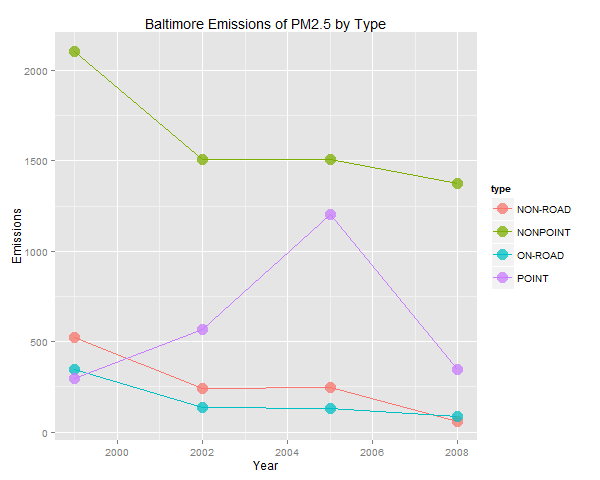 Baltimore Emissions of PM2.5 by Type
Emissions
2000
1500
1000
500
0
2000
2002
2004
2006
2008
Year
type
NON-ROAD
NONPOINT
ON-ROAD
POINT